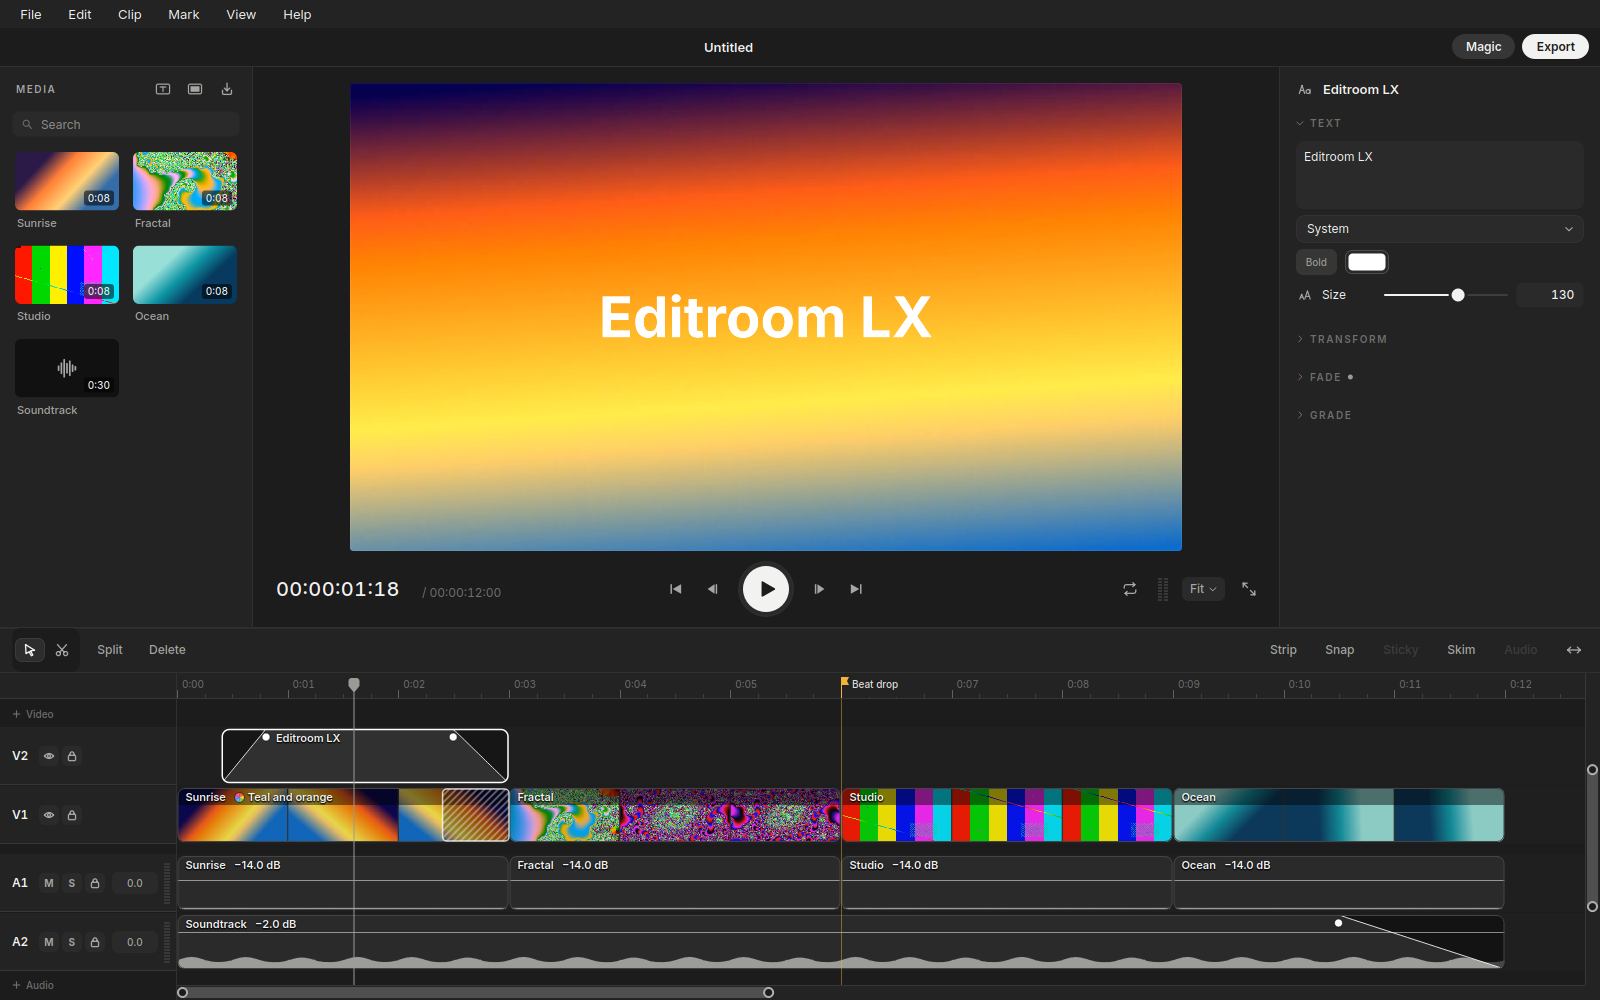 File Edit Clip Mark View Help
Untitled
Magic Export
MEDIA
Search
0:08 0:08
Sunrise Fractal
0:08 0:08
Studio Ocean
0:30
Soundtrack
Editroom LX
00:00:01:18 / 00:00:12:00
Fit
Aa Editroom LX
TEXT
Editroom LX
System
Bold
AA Size 130
TRANSFORM
FADE
GRADE
Split Delete
Strip Snap Sticky Skim Audio
0:00 0:01 0:02 0:03 0:04 0:05 Beat drop 0:07 0:08 0:09 0:10 0:11 0:12
+ Video
V2 Editroom LX
V1 Sunrise Teal and orange Fractal Studio Ocean
A1 M S 0.0 Sunrise −14.0 dB Fractal −14.0 dB Studio −14.0 dB Ocean −14.0 dB
A2 M S 0.0 Soundtrack −2.0 dB
+ Audio